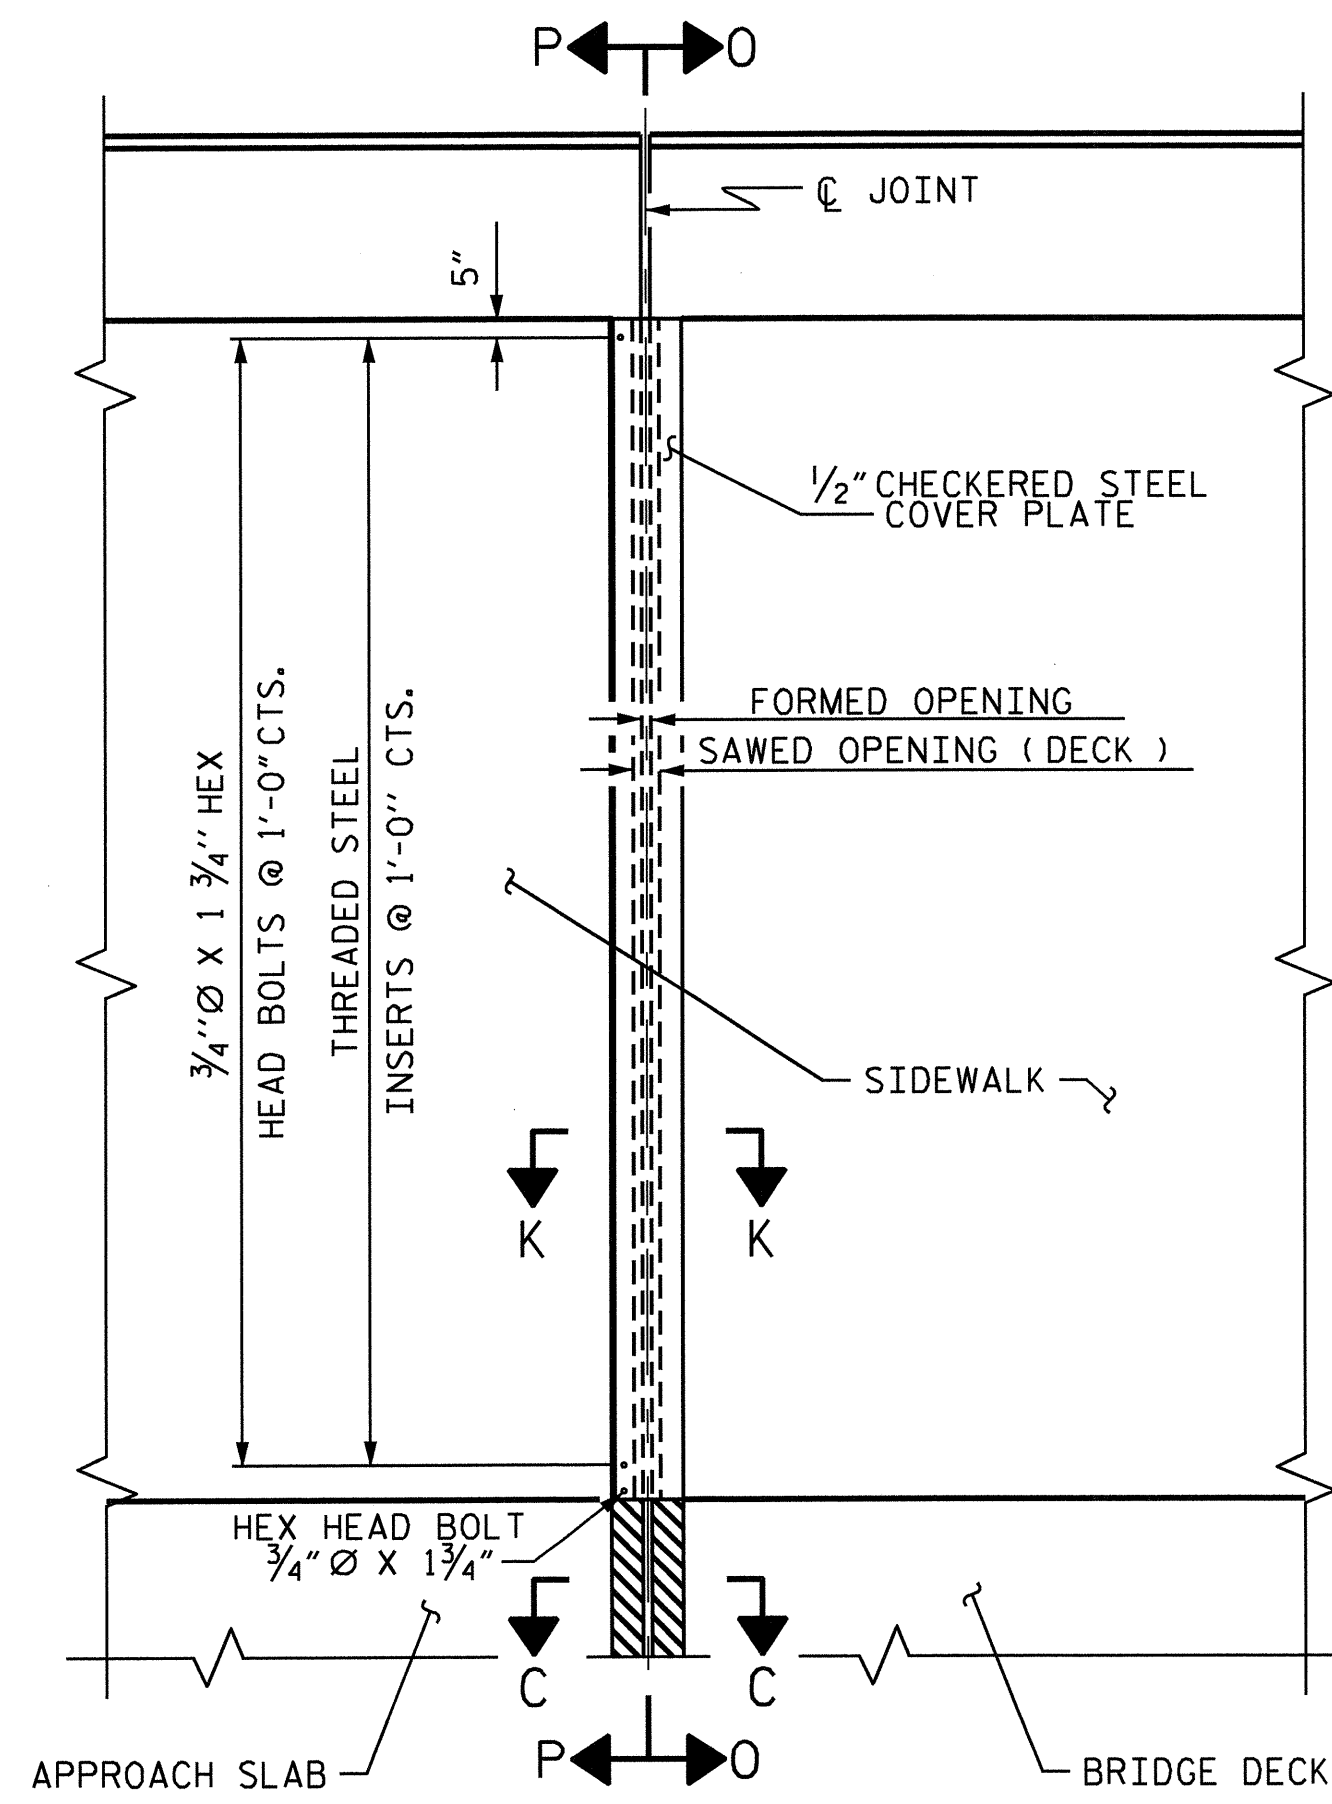 P O
℄ JOINT
5"
1/2" CHECKERED STEEL
COVER PLATE
FORMED OPENING
SAWED OPENING ( DECK )
3/4''Ø X 1 3/4'' HEX
HEAD BOLTS @ 1'-0"CTS.
THREADED STEEL
INSERTS @ 1'-0'' CTS.
SIDEWALK
K K
HEX HEAD BOLT
3/4" Ø X 1 3/4"
C C
P O
APPROACH SLAB
BRIDGE DECK